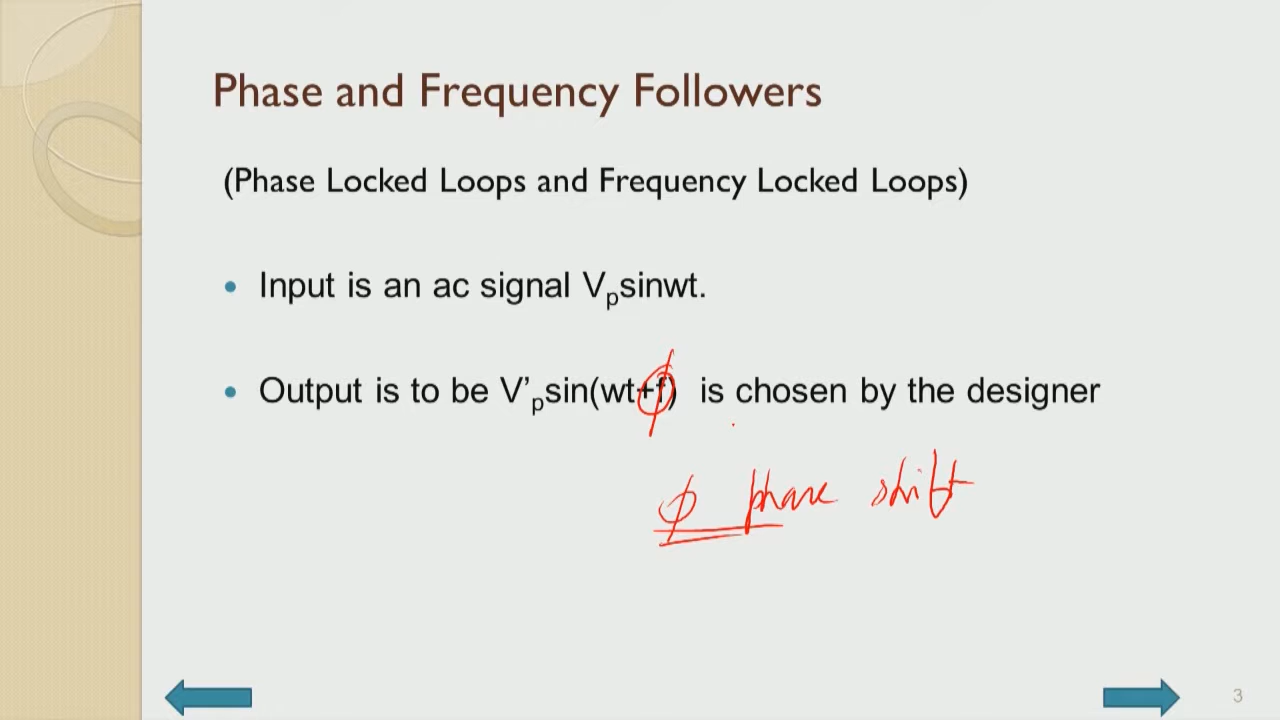 Phase and Frequency Followers
(Phase Locked Loops and Frequency Locked Loops)
• Input is an ac signal Vpsinwt.
• Output is to be V’psin(wt+f) is chosen by the designer
ϕ
ϕ phase shift
3